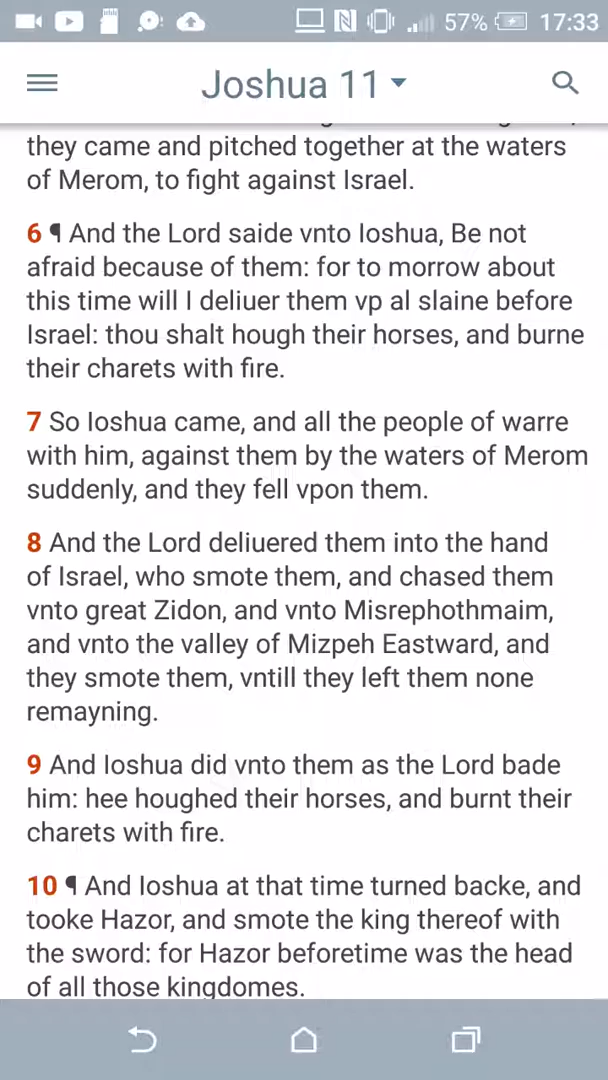 57% 17:33
Joshua 11
they came and pitched together at the waters
of Merom, to fight against Israel.
6 ¶ And the Lord saide vnto Ioshua, Be not
afraid because of them: for to morrow about
this time will I deliuer them vp al slaine before
Israel: thou shalt hough their horses, and burne
their charets with fire.
7 So Ioshua came, and all the people of warre
with him, against them by the waters of Merom
suddenly, and they fell vpon them.
8 And the Lord deliuered them into the hand
of Israel, who smote them, and chased them
vnto great Zidon, and vnto Misrephothmaim,
and vnto the valley of Mizpeh Eastward, and
they smote them, vntill they left them none
remayning.
9 And Ioshua did vnto them as the Lord bade
him: hee houghed their horses, and burnt their
charets with fire.
10 ¶ And Ioshua at that time turned backe, and
tooke Hazor, and smote the king thereof with
the sword: for Hazor beforetime was the head
of all those kingdomes.